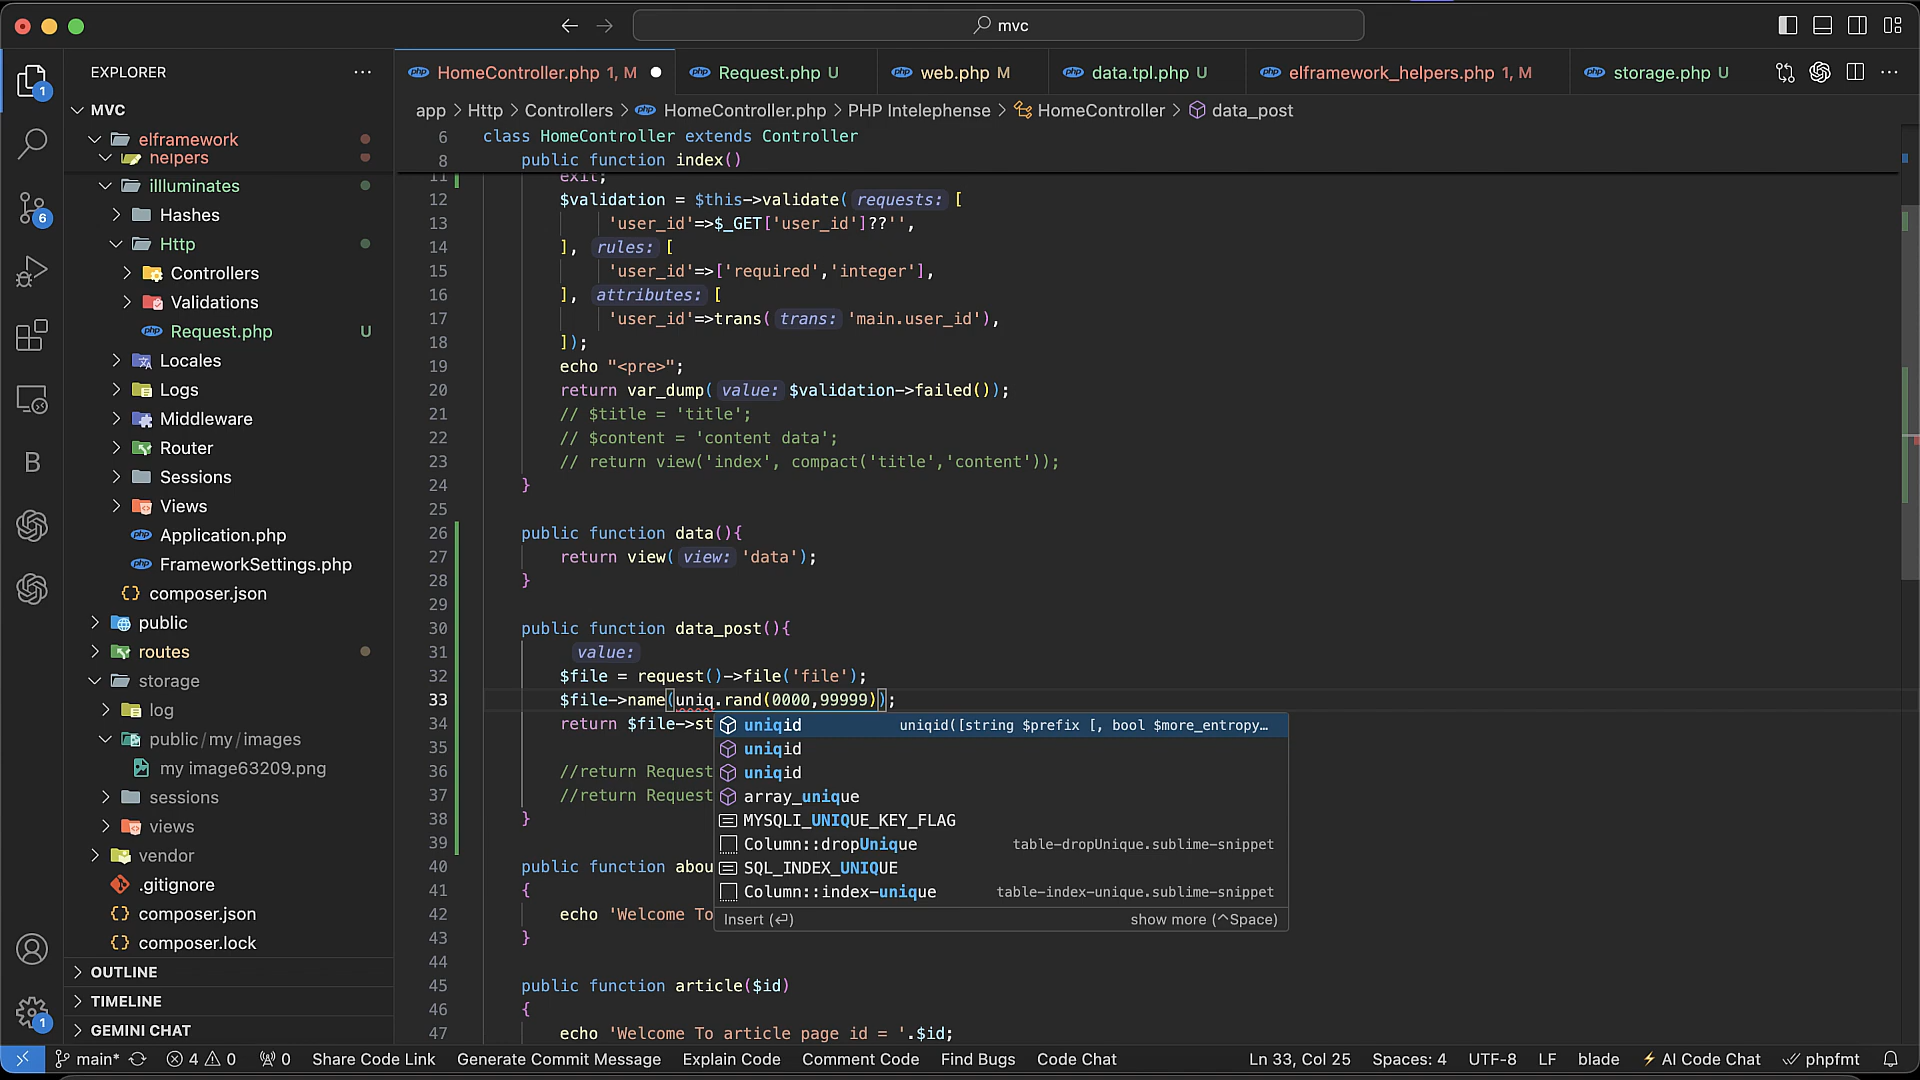 mvc
EXPLORER
MVC
elframework
helpers
illluminates
Hashes
Http
Controllers
Validations
Request.php U
Locales
Logs
Middleware
Router
Sessions
Views
Application.php
FrameworkSettings.php
composer.json
public
routes
storage
log
public/my/images
my image63209.png
sessions
views
vendor
.gitignore
composer.json
composer.lock
OUTLINE
TIMELINE
GEMINI CHAT
1
6
B
1
HomeController.php 1, M
Request.php U
web.php M
data.tpl.php U
elframework_helpers.php 1, M
storage.php U
app > Http > Controllers > HomeController.php > PHP Intelephense > HomeController > data_post
6 class HomeController extends Controller
8 public function index()
11 exit;
12 $validation = $this->validate( requests: [
13 'user_id'=>$_GET['user_id']??'',
14 ], rules: [
15 'user_id'=>['required','integer'],
16 ], attributes: [
17 'user_id'=>trans( trans: 'main.user_id'),
18 ]);
19 echo "<pre>";
20 return var_dump( value: $validation->failed());
21 // $title = 'title';
22 // $content = 'content data';
23 // return view('index', compact('title','content'));
24 }
25
26 public function data(){
27 return view( view: 'data');
28 }
29
30 public function data_post(){
31 value:
32 $file = request()->file('file');
33 $file->name(uniq.rand(0000,99999));
34 return $file->st
35
36 //return Request
37 //return Request
38 }
39
40 public function abou
41 {
42 echo 'Welcome To
43 }
44
45 public function article($id)
46 {
47 echo 'Welcome To article page id = '.$id;
uniqid uniqid([string $prefix [, bool $more_entropy…
uniqid
uniqid
array_unique
MYSQLI_UNIQUE_KEY_FLAG
Column::dropUnique table-dropUnique.sublime-snippet
SQL_INDEX_UNIQUE
Column::index-unique table-index-unique.sublime-snippet
Insert (⏎) show more (^Space)
main* 4 0 0 Share Code Link Generate Commit Message Explain Code Comment Code Find Bugs Code Chat Ln 33, Col 25 Spaces: 4 UTF-8 LF blade AI Code Chat phpfmt